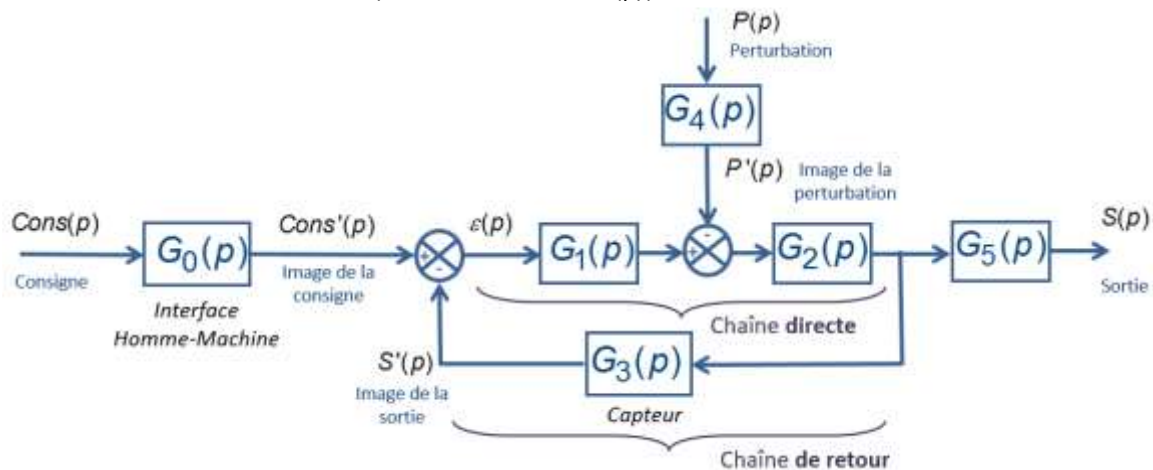 P(p)
Perturbation
G4(p)
P'(p)
Image de la
perturbation
Cons(p)
Consigne
G0(p)
Interface
Homme-Machine
Cons'(p)
Image de la
consigne
+
-
ε(p)
G1(p)
+
-
G2(p)
G5(p)
S(p)
Sortie
Chaîne directe
S'(p)
Image de la
sortie
G3(p)
Capteur
Chaîne de retour